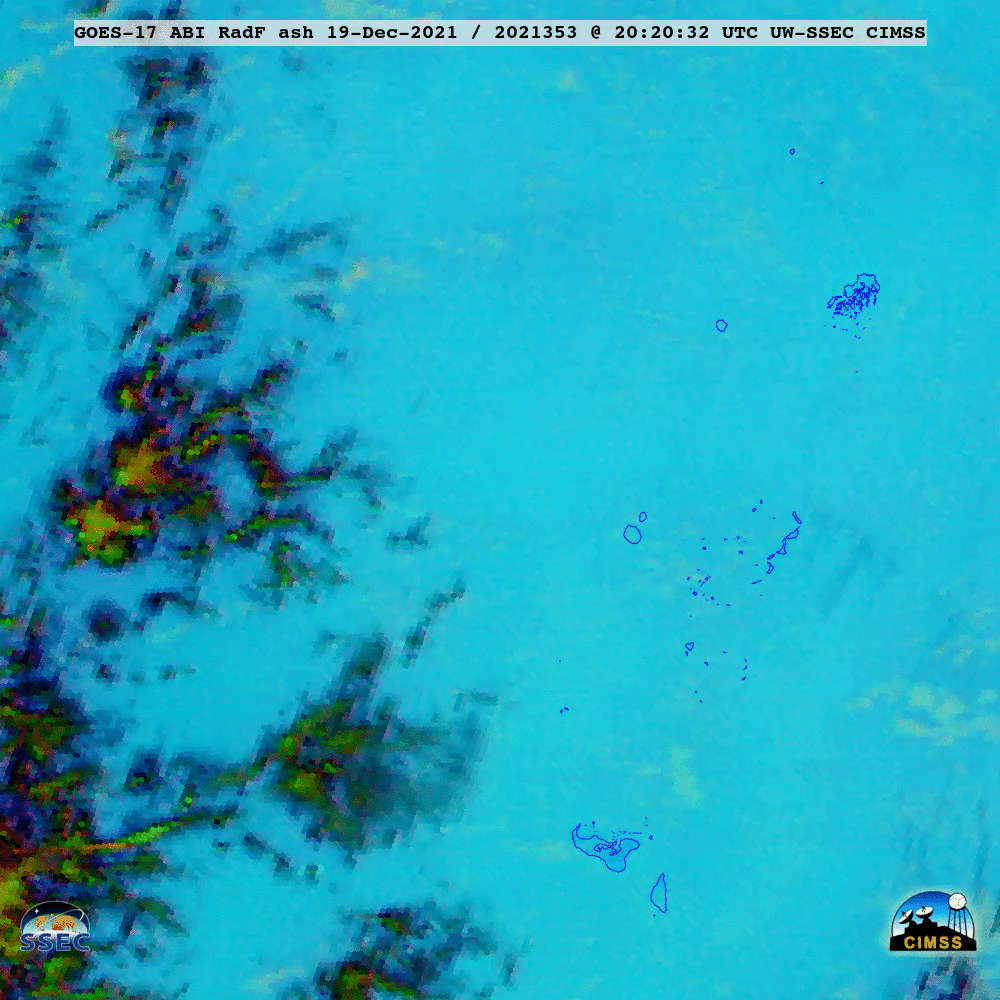 GOES-17 ABI RadF ash 19-Dec-2021 / 2021353 @ 20:20:32 UTC UW-SSEC CIMSS
SSEC
CIMSS